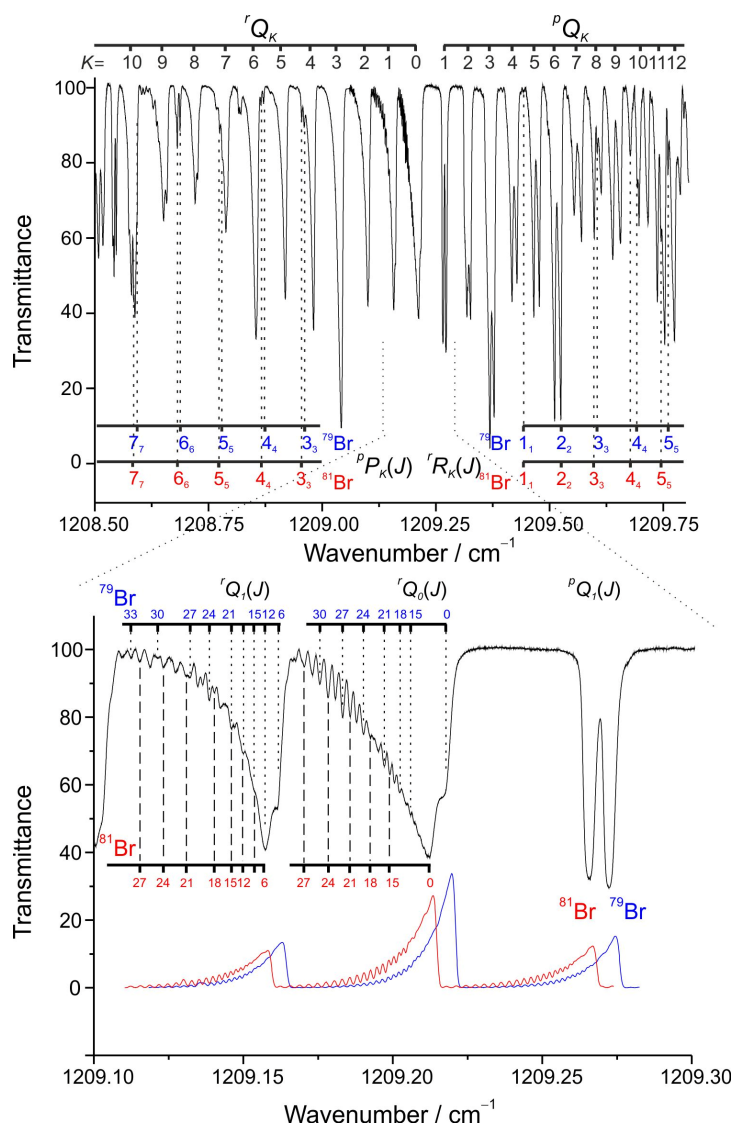 rQK pQK
K= 10 9 8 7 6 5 4 3 2 1 0 1 2 3 4 5 6 7 8 9 10 11 12
100
80
60
40
20
0
Transmittance
77 66 55 44 33 79Br 79Br 11 22 33 44 55
77 66 55 44 33 81Br 81Br 11 22 33 44 55
pPK(J) rRK(J)
1208.50 1208.75 1209.00 1209.25 1209.50 1209.75
Wavenumber / cm−1
79Br rQ1(J) rQ0(J) pQ1(J)
33 30 27 24 21 15 12 6 30 27 24 21 18 15 0
100
80
60
40
20
0
Transmittance
81Br
27 24 21 18 15 12 6 27 24 21 18 15 0
81Br 79Br
1209.10 1209.15 1209.20 1209.25 1209.30
Wavenumber / cm−1